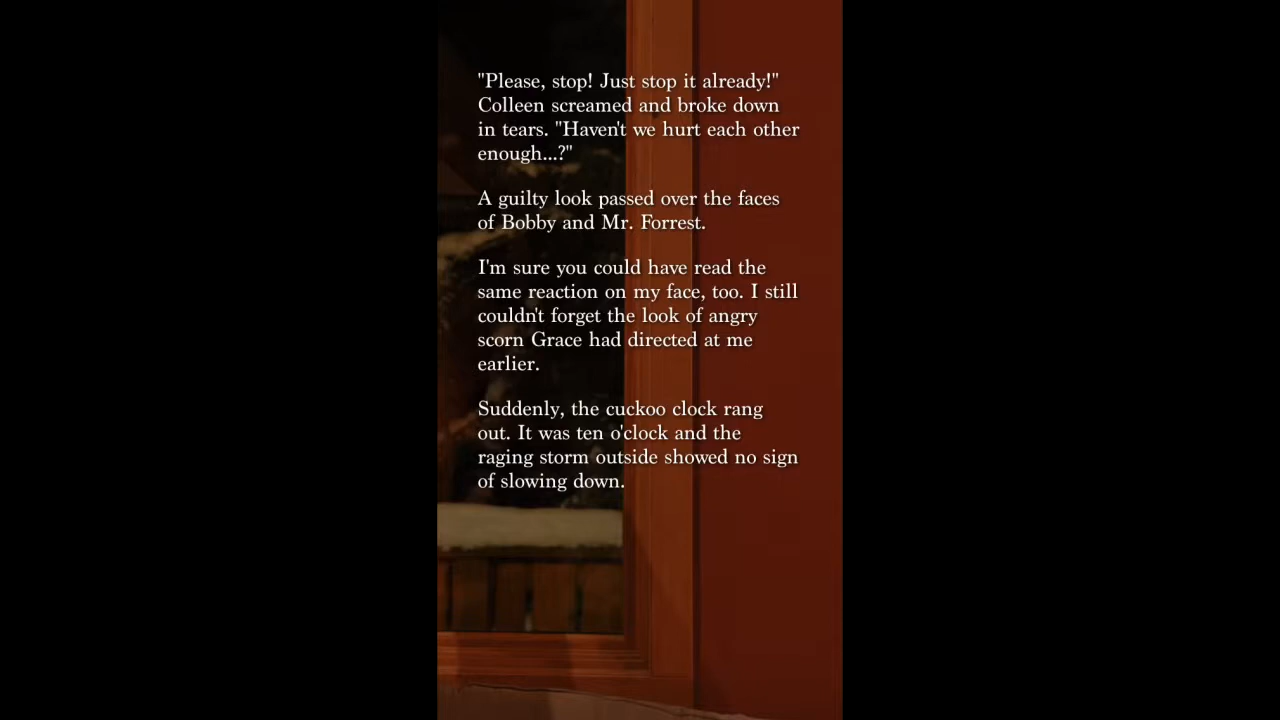 "Please, stop! Just stop it already!"
Colleen screamed and broke down
in tears. "Haven't we hurt each other
enough...?"
A guilty look passed over the faces
of Bobby and Mr. Forrest.
I'm sure you could have read the
same reaction on my face, too. I still
couldn't forget the look of angry
scorn Grace had directed at me
earlier.
Suddenly, the cuckoo clock rang
out. It was ten o'clock and the
raging storm outside showed no sign
of slowing down.